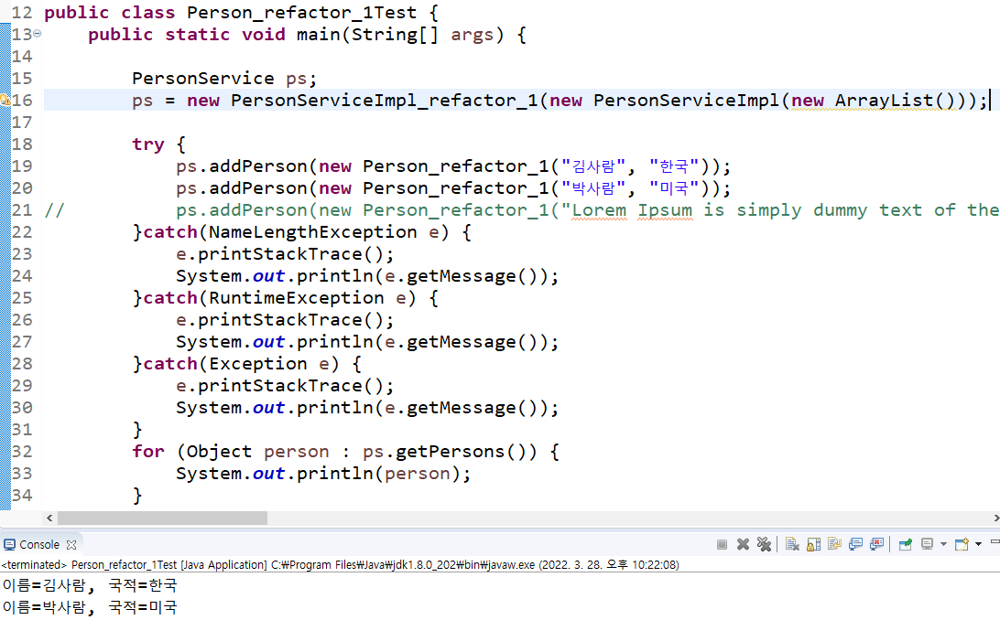 12 public class Person_refactor_1Test {
13 public static void main(String[] args) {
14
15 PersonService ps;
16 ps = new PersonServiceImpl_refactor_1(new PersonServiceImpl(new ArrayList()));
17
18 try {
19 ps.addPerson(new Person_refactor_1("김사람", "한국"));
20 ps.addPerson(new Person_refactor_1("박사람", "미국"));
21 // ps.addPerson(new Person_refactor_1("Lorem Ipsum is simply dummy text of the
22 }catch(NameLengthException e) {
23 e.printStackTrace();
24 System.out.println(e.getMessage());
25 }catch(RuntimeException e) {
26 e.printStackTrace();
27 System.out.println(e.getMessage());
28 }catch(Exception e) {
29 e.printStackTrace();
30 System.out.println(e.getMessage());
31 }
32 for (Object person : ps.getPersons()) {
33 System.out.println(person);
34 }
Console
<terminated> Person_refactor_1Test [Java Application] C:₩Program Files₩Java₩jdk1.8.0_202₩bin₩javaw.exe (2022. 3. 28. 오후 10:22:08)
이름=김사람, 국적=한국
이름=박사람, 국적=미국